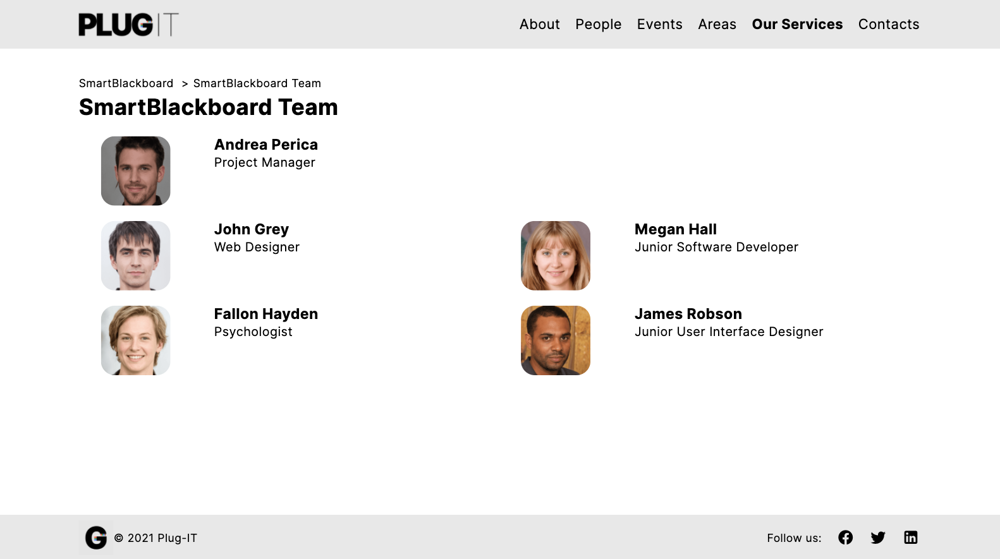 PLUGIT
About People Events Areas Our Services Contacts
SmartBlackboard > SmartBlackboard Team
SmartBlackboard Team
Andrea Perica
Project Manager
John Grey
Web Designer
Megan Hall
Junior Software Developer
Fallon Hayden
Psychologist
James Robson
Junior User Interface Designer
G © 2021 Plug-IT
Follow us: